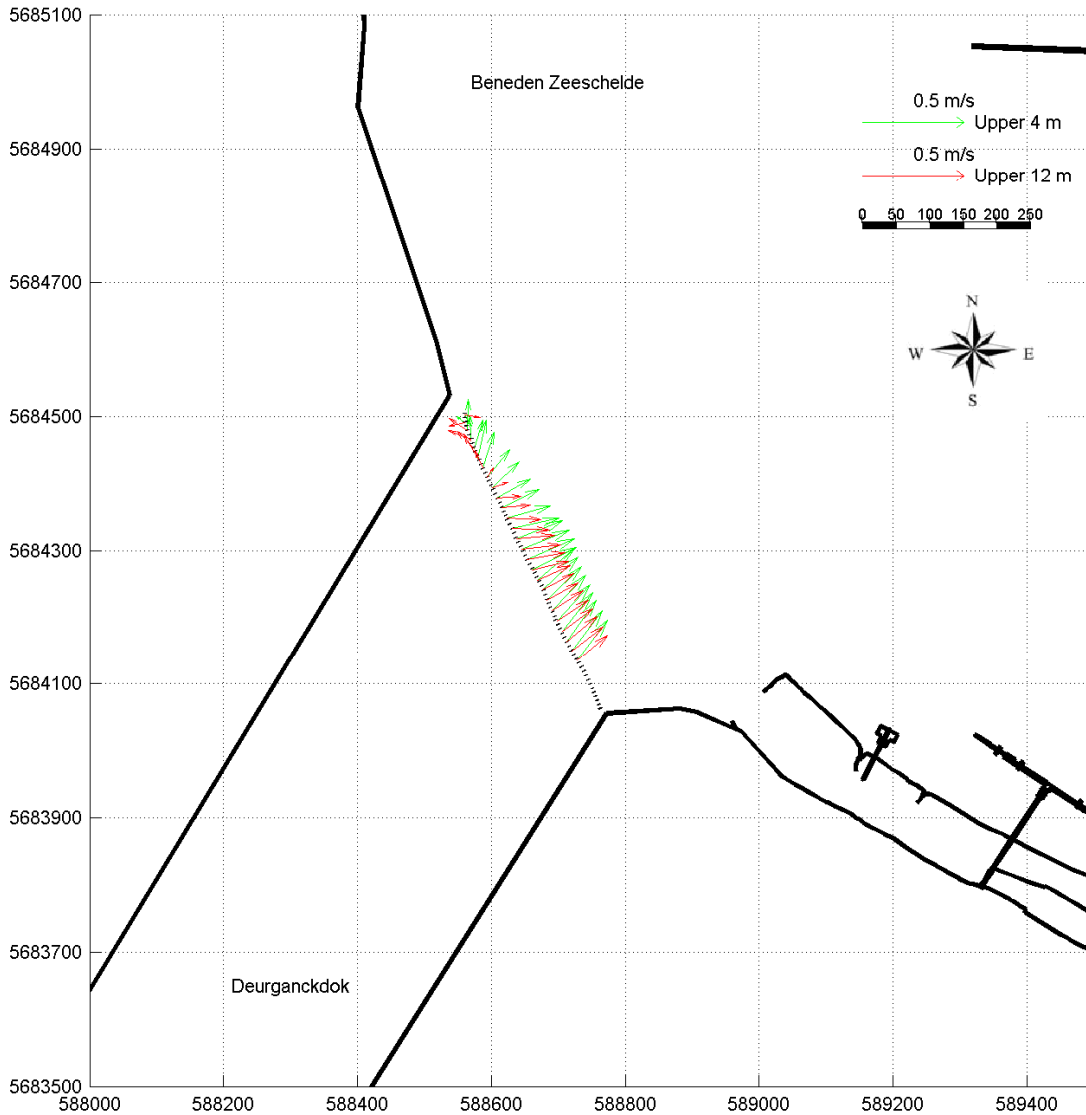 5685100
Beneden Zeeschelde
0.5 m/s
Upper 4 m
5684900
0.5 m/s
Upper 12 m
0 50 100 150 200 250
5684700
N
W E
S
5684500
5684300
5684100
5683900
5683700
Deurganckdok
5683500
588000 588200 588400 588600 588800 589000 589200 589400